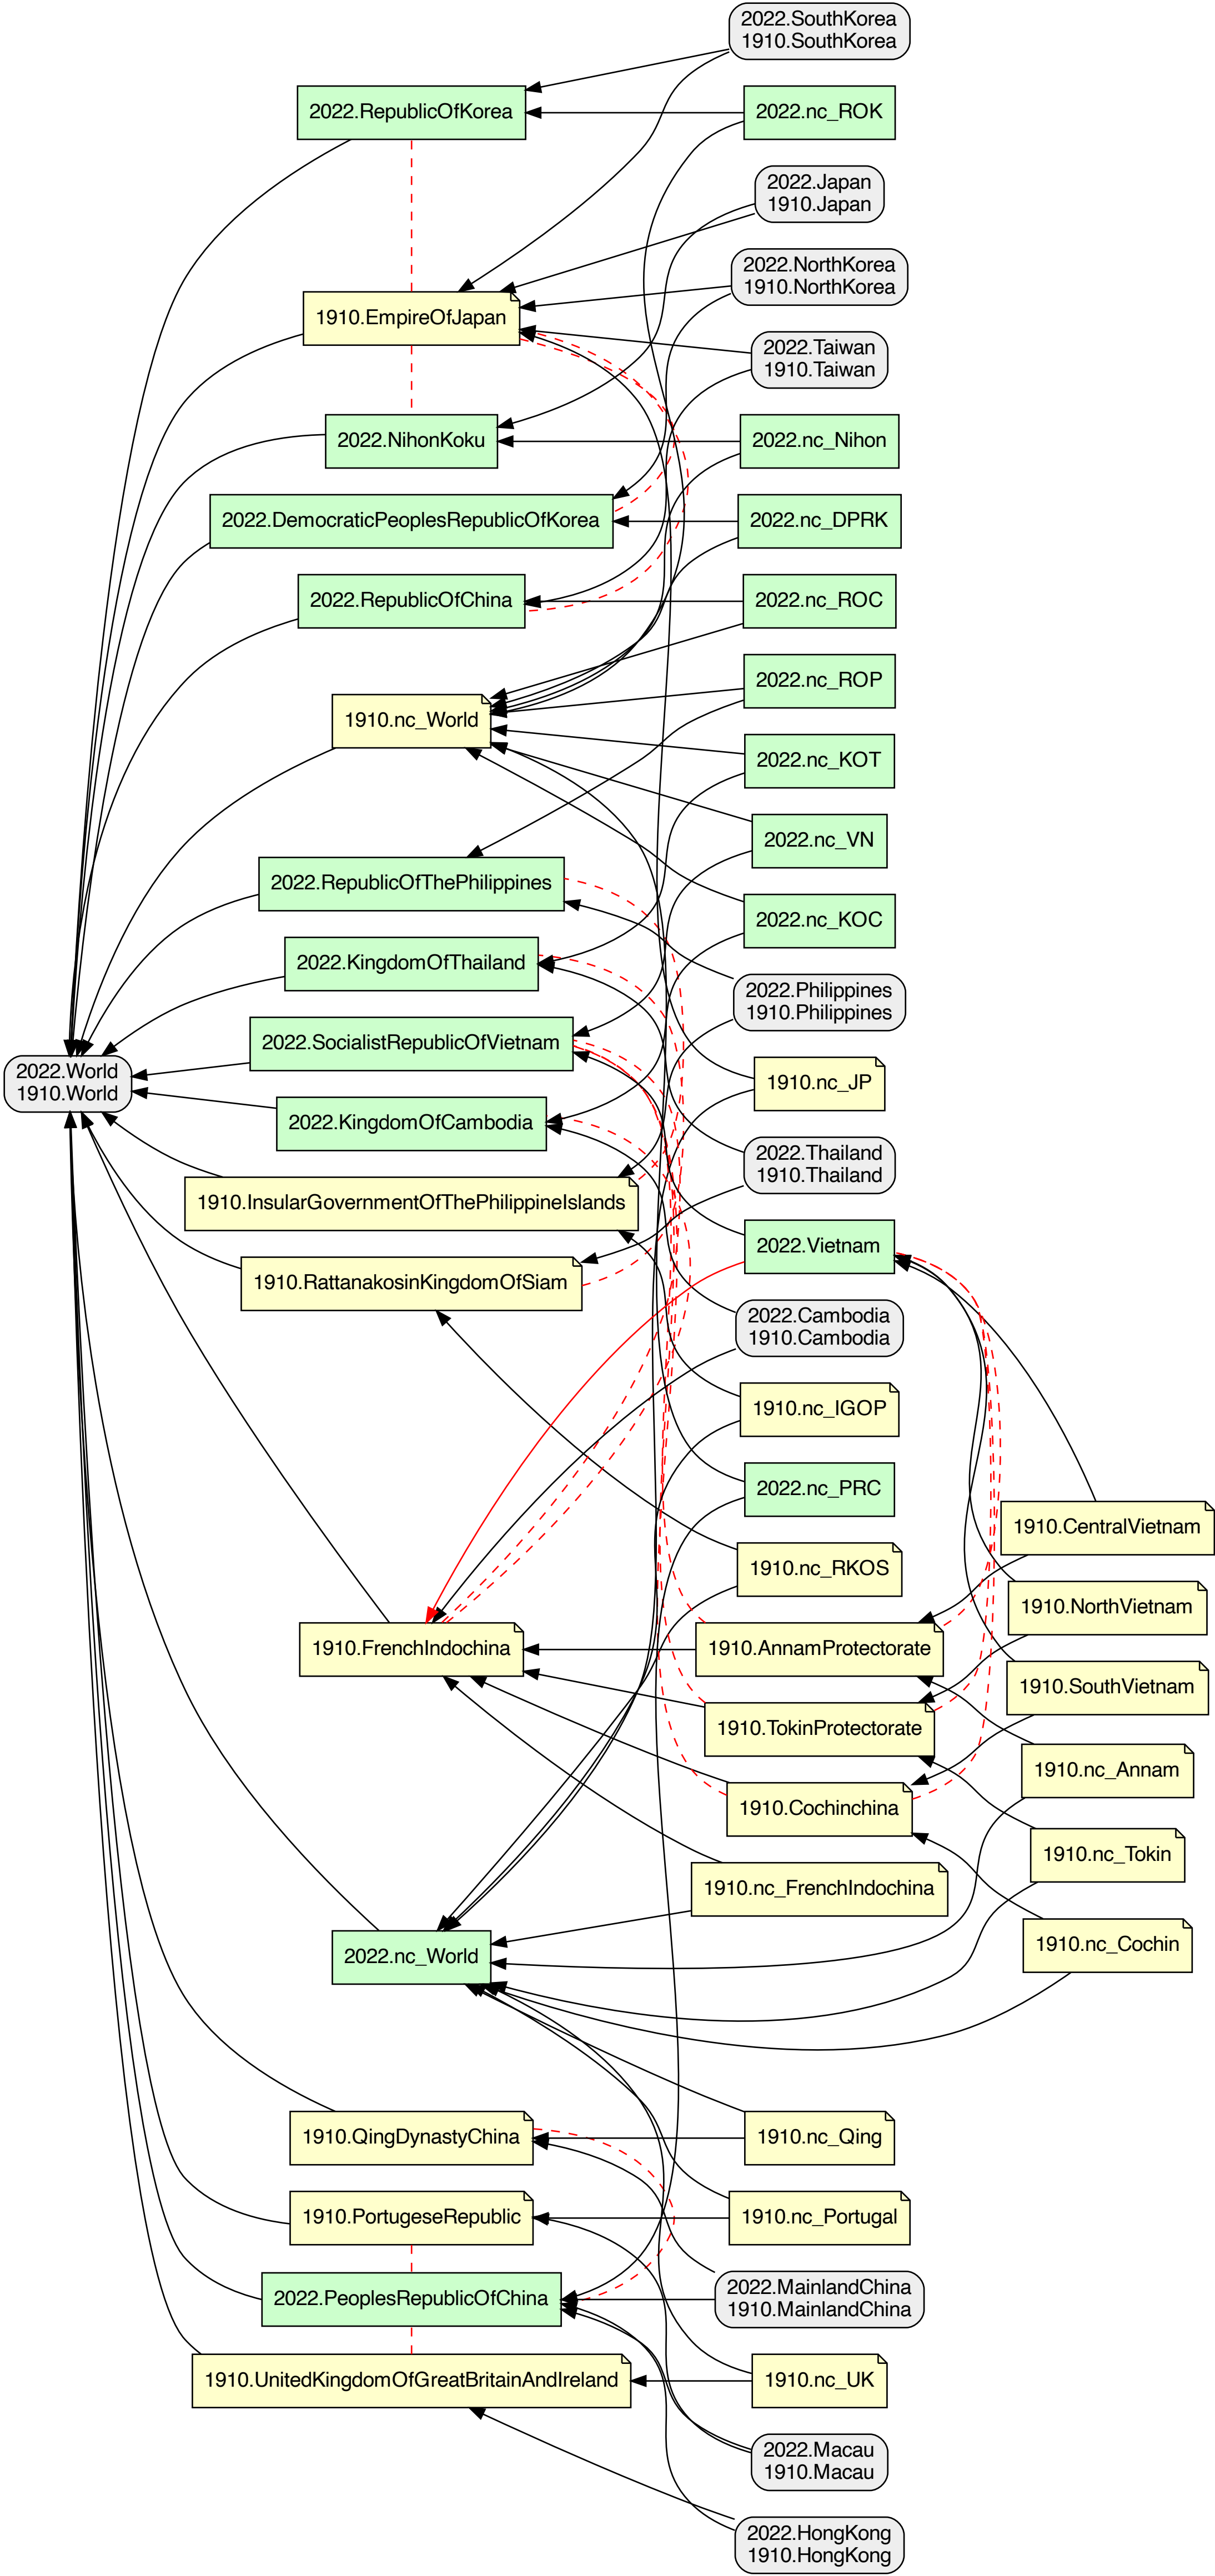 2022.SouthKorea
1910.SouthKorea
2022.RepublicOfKorea
2022.nc_ROK
2022.Japan
1910.Japan
2022.NorthKorea
1910.NorthKorea
1910.EmpireOfJapan
2022.Taiwan
1910.Taiwan
2022.NihonKoku
2022.nc_Nihon
2022.DemocraticPeoplesRepublicOfKorea
2022.nc_DPRK
2022.RepublicOfChina
2022.nc_ROC
2022.nc_ROP
1910.nc_World
2022.nc_KOT
2022.nc_VN
2022.RepublicOfThePhilippines
2022.nc_KOC
2022.KingdomOfThailand
2022.Philippines
1910.Philippines
2022.SocialistRepublicOfVietnam
2022.World
1910.World
1910.nc_JP
2022.KingdomOfCambodia
2022.Thailand
1910.Thailand
1910.InsularGovernmentOfThePhilippineIslands
2022.Vietnam
1910.RattanakosinKingdomOfSiam
2022.Cambodia
1910.Cambodia
1910.nc_IGOP
2022.nc_PRC
1910.CentralVietnam
1910.nc_RKOS
1910.NorthVietnam
1910.FrenchIndochina
1910.AnnamProtectorate
1910.SouthVietnam
1910.TokinProtectorate
1910.nc_Annam
1910.Cochinchina
1910.nc_Tokin
1910.nc_FrenchIndochina
1910.nc_Cochin
2022.nc_World
1910.QingDynastyChina
1910.nc_Qing
1910.PortugeseRepublic
1910.nc_Portugal
2022.PeoplesRepublicOfChina
2022.MainlandChina
1910.MainlandChina
1910.UnitedKingdomOfGreatBritainAndIreland
1910.nc_UK
2022.Macau
1910.Macau
2022.HongKong
1910.HongKong